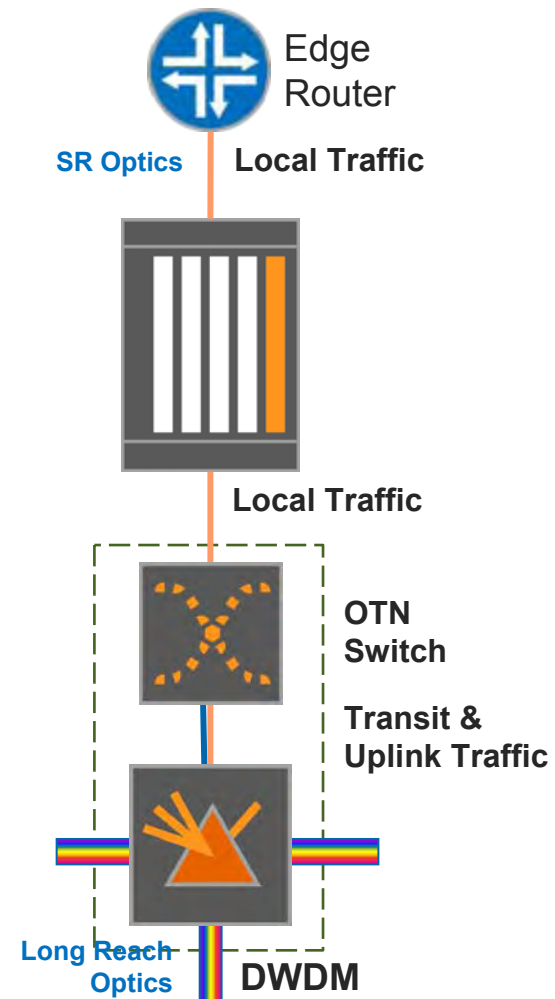 Edge
Router
SR Optics
Local Traffic
Local Traffic
OTN
Switch
Transit &
Uplink Traffic
Long Reach
Optics
DWDM